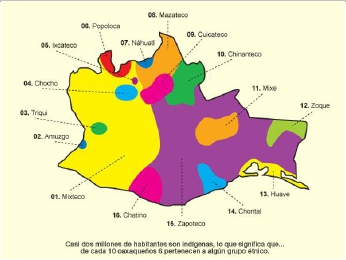 08. Mazateco
06. Popoloca
07. Náhuatl
09. Cuicateco
05. Ixcateco
10. Chinanteco
04. Chocho
11. Mixe
12. Zoque
03. Triqui
02. Amuzgo
01. Mixteco
13. Huave
16. Chatino
15. Zapoteco
14. Chontal
Casi dos millones de habitantes son indígenas, lo que significa que...
de cada 10 oaxaqueños 6 pertenecen a algún grupo étnico.